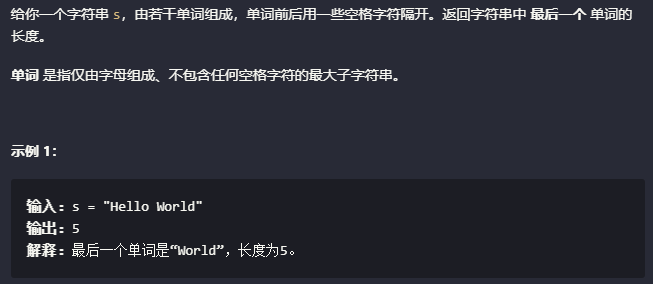 给你一个字符串 s，由若干单词组成，单词前后用一些空格字符隔开。返回字符串中 最后一个 单词的
长度。
单词 是指仅由字母组成、不包含任何空格字符的最大子字符串。
示例 1：
输入：s = "Hello World"
输出：5
解释：最后一个单词是“World”，长度为5。